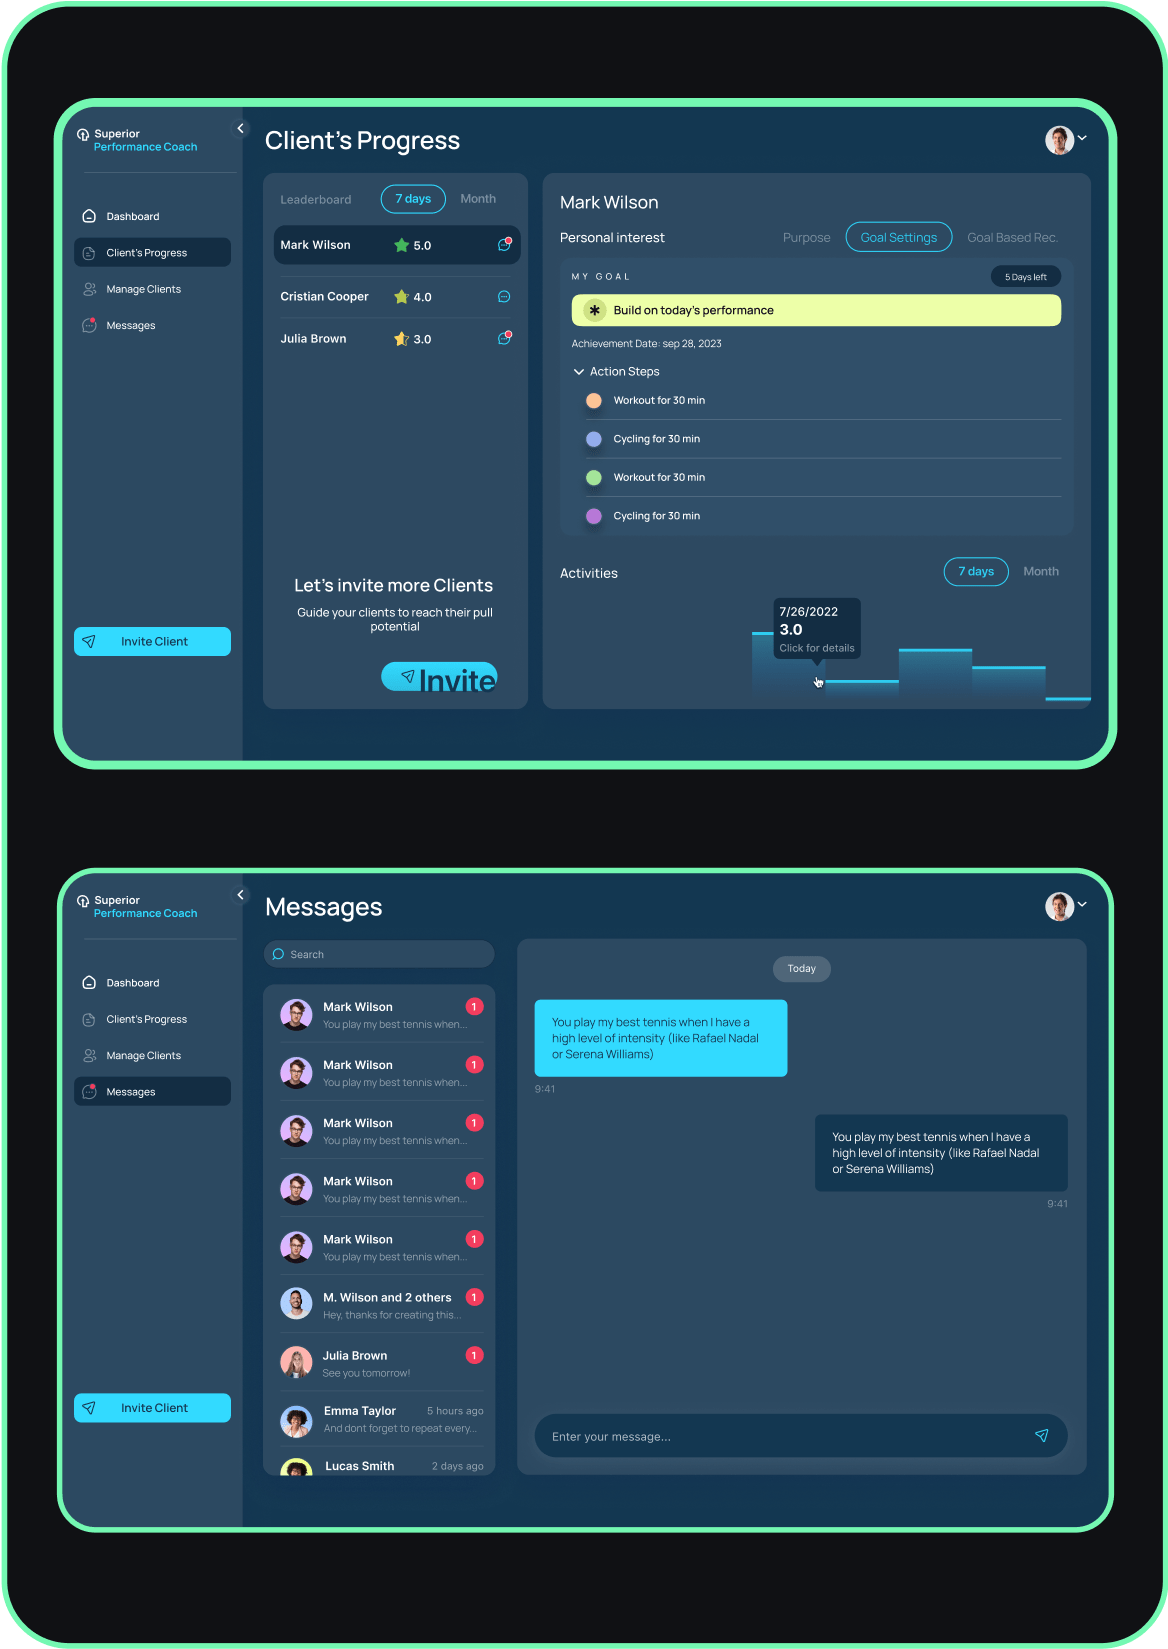 Superior
Performance Coach
Client's Progress
Dashboard
Client's Progress
Manage Clients
Messages
Invite Client
Leaderboard
7 days
Month
Mark Wilson
5.0
Cristian Cooper
4.0
Julia Brown
3.0
Let's invite more Clients
Guide your clients to reach their pull
potential
Invite
Mark Wilson
Personal interest
Purpose
Goal Settings
Goal Based Rec.
MY GOAL
5 Days left
Build on today's performance
Achievement Date: sep 28, 2023
Action Steps
Workout for 30 min
Cycling for 30 min
Workout for 30 min
Cycling for 30 min
Activities
7 days
Month
7/26/2022
3.0
Click for details
Superior
Performance Coach
Messages
Dashboard
Client's Progress
Manage Clients
Messages
Invite Client
Search
Mark Wilson
1
You play my best tennis when...
Mark Wilson
1
You play my best tennis when...
Mark Wilson
1
You play my best tennis when...
Mark Wilson
1
You play my best tennis when...
Mark Wilson
1
You play my best tennis when...
M. Wilson and 2 others
1
Hey, thanks for creating this...
Julia Brown
1
See you tomorrow!
Emma Taylor
5 hours ago
And dont forget to repeat every...
Lucas Smith
2 days ago
Today
You play my best tennis when I have a
high level of intensity (like Rafael Nadal
or Serena Williams)
9:41
You play my best tennis when I have a
high level of intensity (like Rafael Nadal
or Serena Williams)
9:41
Enter your message...